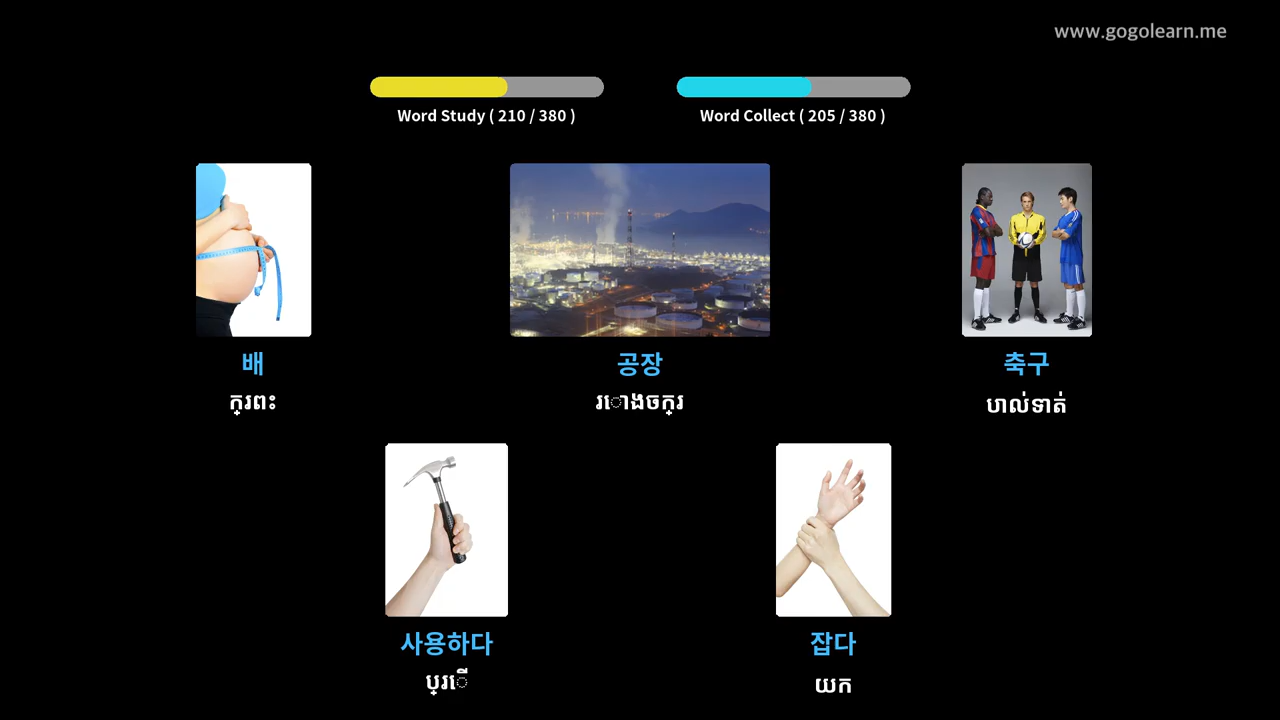 www.gogolearn.me
Word Study ( 210 / 380 )
Word Collect ( 205 / 380 )
배
ក្រពះ
공장
រោងចក្រ
축구
បាល់ទាត់
사용하다
ប្រើ
잡다
យក